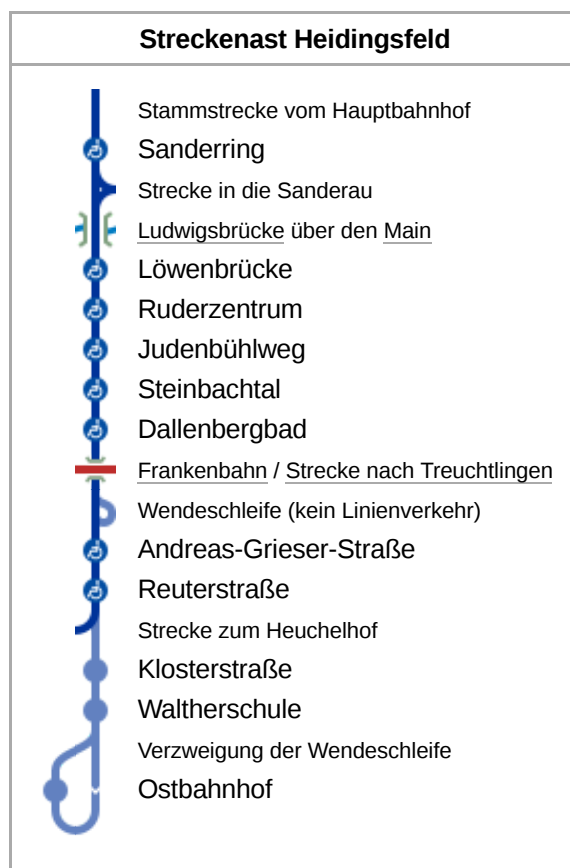 Streckenast Heidingsfeld
Stammstrecke vom Hauptbahnhof
Sanderring
Strecke in die Sanderau
Ludwigsbrücke über den Main
Löwenbrücke
Ruderzentrum
Judenbühlweg
Steinbachtal
Dallenbergbad
Frankenbahn / Strecke nach Treuchtlingen
Wendeschleife (kein Linienverkehr)
Andreas-Grieser-Straße
Reuterstraße
Strecke zum Heuchelhof
Klosterstraße
Waltherschule
Verzweigung der Wendeschleife
Ostbahnhof